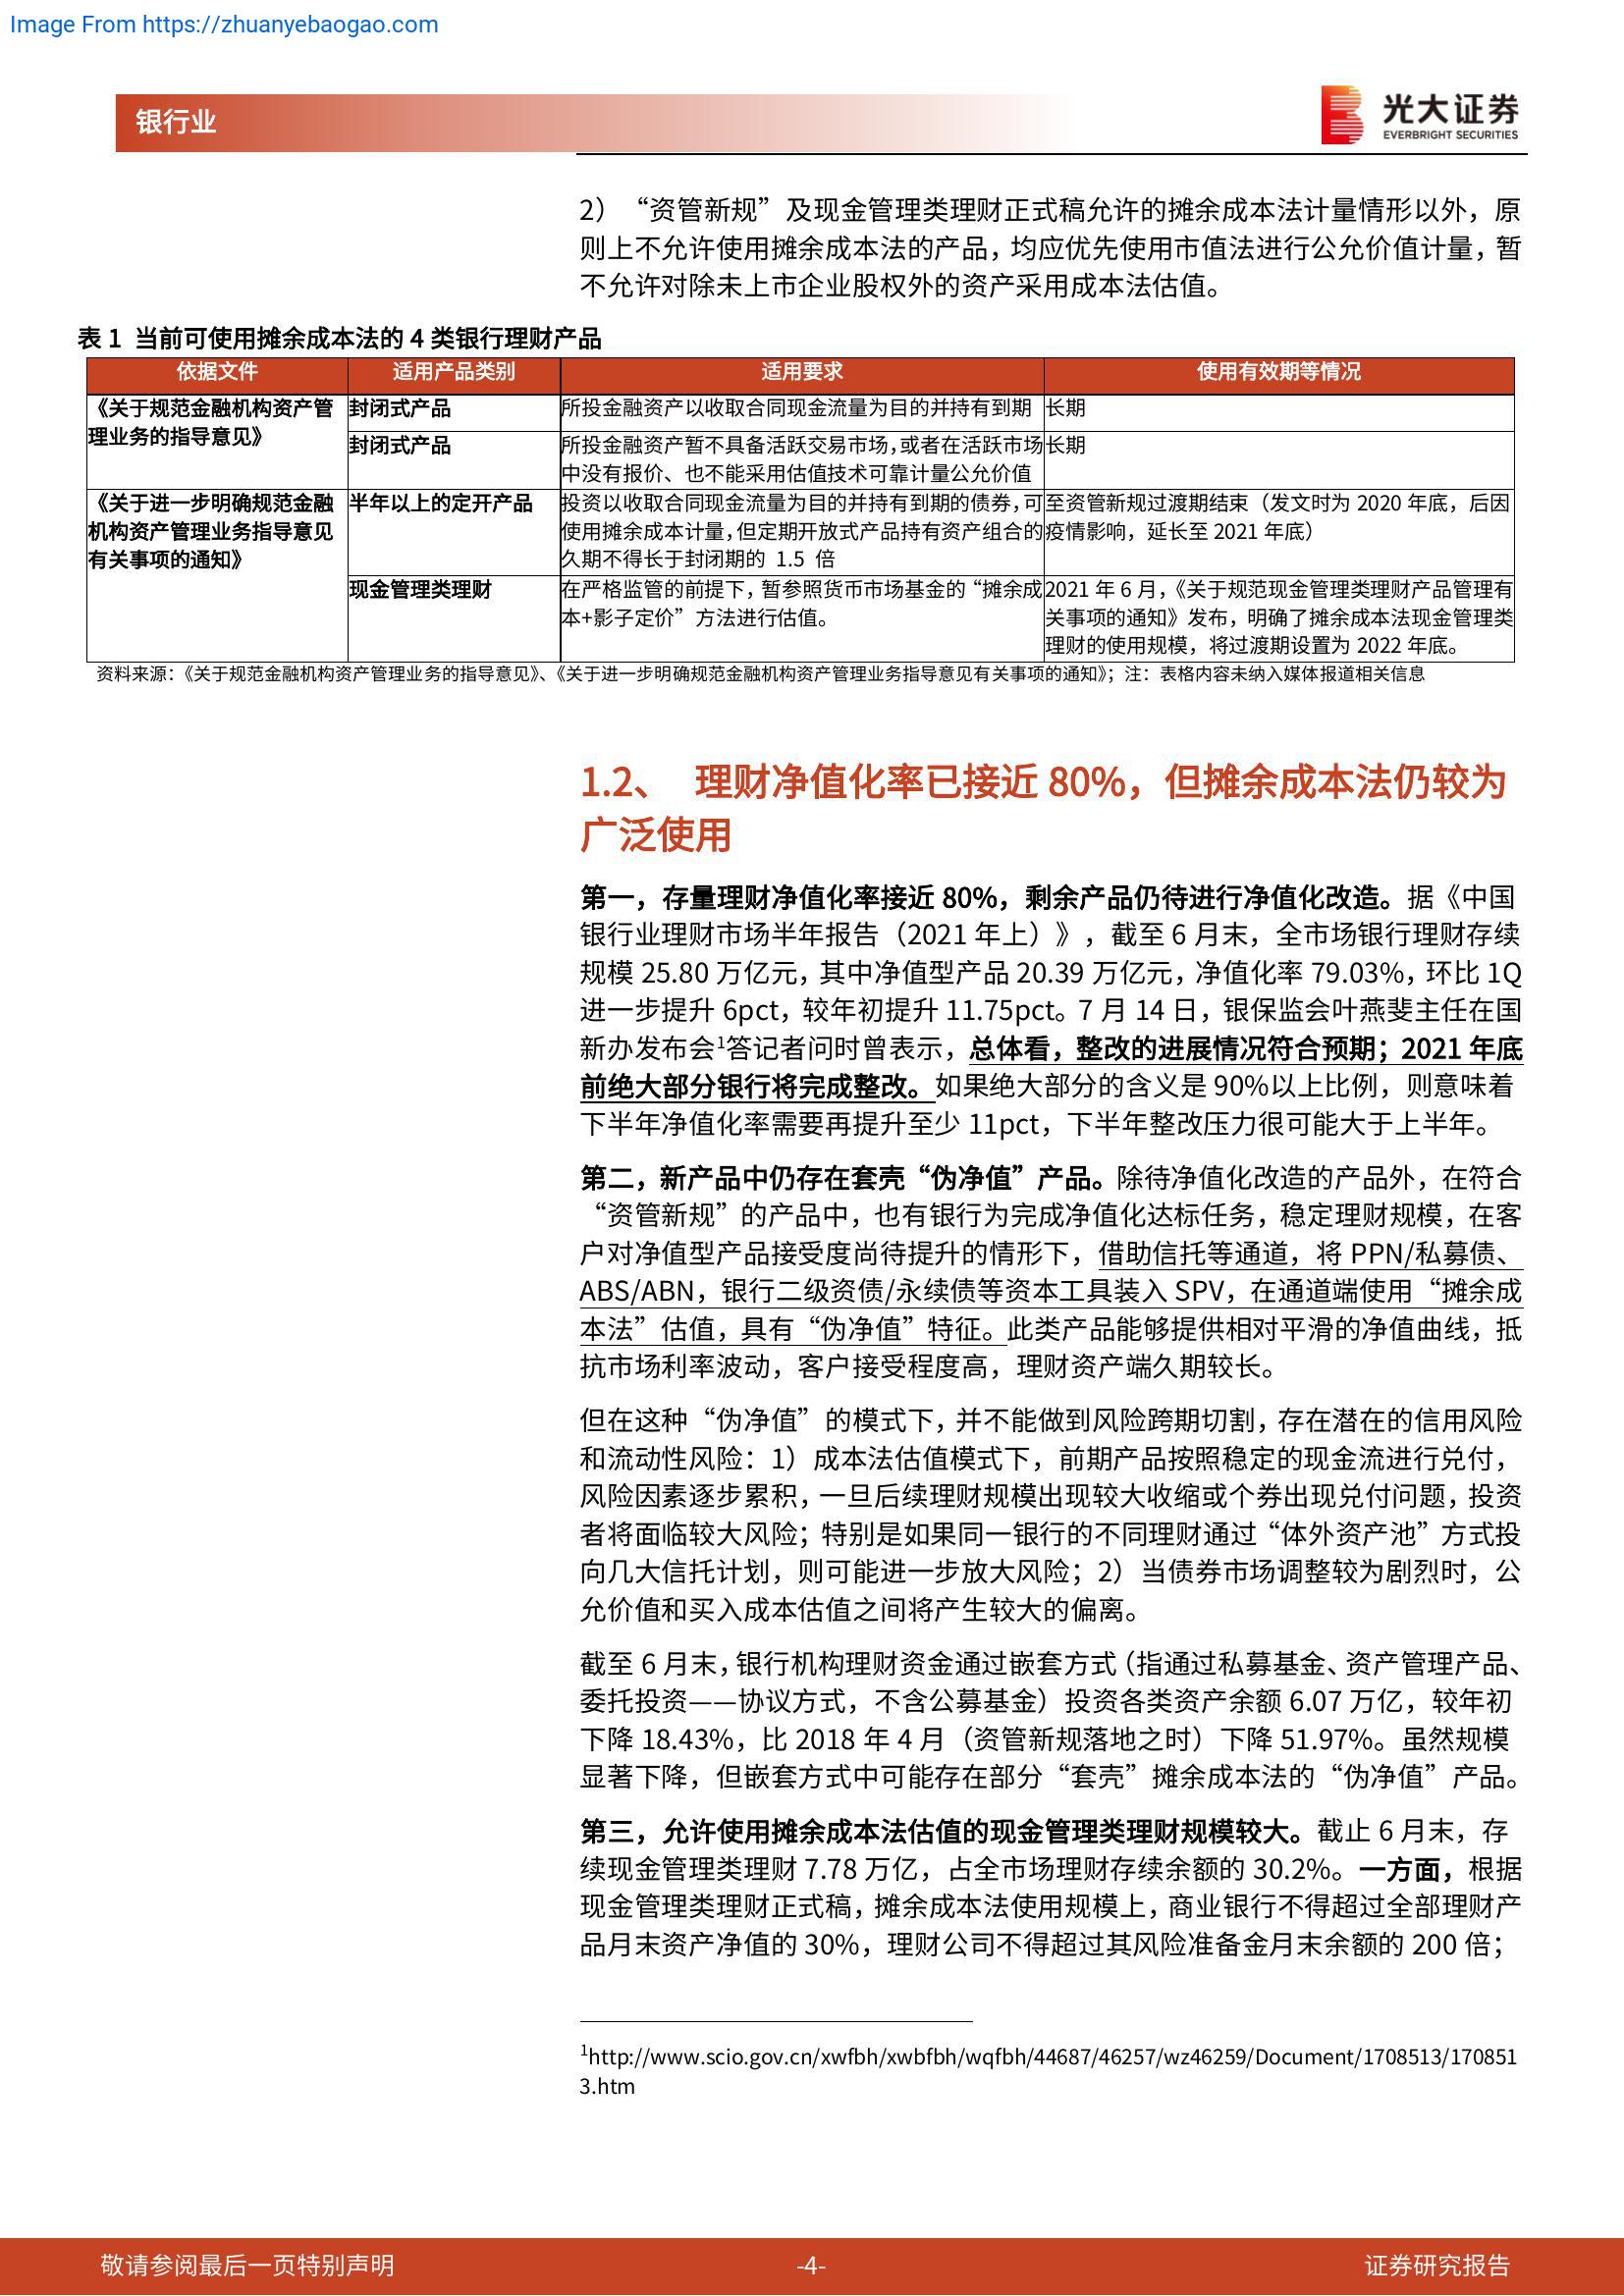 Image From https://zhuanyebaogao.com
银行业
光大证券
EVERBRIGHT SECURITIES
2）“资管新规”及现金管理类理财正式稿允许的摊余成本法计量情形以外，原
则上不允许使用摊余成本法的产品，均应优先使用市值法进行公允价值计量，暂
不允许对除未上市企业股权外的资产采用成本法估值。
表 1 当前可使用摊余成本法的 4 类银行理财产品
依据文件 适用产品类别 适用要求 使用有效期等情况
《关于规范金融机构资产管
理业务的指导意见》
封闭式产品
所投金融资产以收取合同现金流量为目的并持有到期
长期
封闭式产品
所投金融资产暂不具备活跃交易市场，或者在活跃市场
中没有报价、也不能采用估值技术可靠计量公允价值
长期
《关于进一步明确规范金融
机构资产管理业务指导意见
有关事项的通知》
半年以上的定开产品
投资以收取合同现金流量为目的并持有到期的债券，可
使用摊余成本计量，但定期开放式产品持有资产组合的
久期不得长于封闭期的 1.5 倍
至资管新规过渡期结束（发文时为 2020 年底，后因
疫情影响，延长至 2021 年底）
现金管理类理财
在严格监管的前提下，暂参照货币市场基金的“摊余成
本+影子定价”方法进行估值。
2021 年 6 月，《关于规范现金管理类理财产品管理有
关事项的通知》发布，明确了摊余成本法现金管理类
理财的使用规模，将过渡期设置为 2022 年底。
资料来源：《关于规范金融机构资产管理业务的指导意见》、《关于进一步明确规范金融机构资产管理业务指导意见有关事项的通知》；注：表格内容未纳入媒体报道相关信息
1.2、 理财净值化率已接近 80%，但摊余成本法仍较为
广泛使用
第一，存量理财净值化率接近 80%，剩余产品仍待进行净值化改造。据《中国
银行业理财市场半年报告（2021 年上）》，截至 6 月末，全市场银行理财存续
规模 25.80 万亿元，其中净值型产品 20.39 万亿元，净值化率 79.03%，环比 1Q
进一步提升 6pct，较年初提升 11.75pct。7 月 14 日，银保监会叶燕斐主任在国
新办发布会1答记者问时曾表示，总体看，整改的进展情况符合预期；2021 年底
前绝大部分银行将完成整改。如果绝大部分的含义是 90%以上比例，则意味着
下半年净值化率需要再提升至少 11pct，下半年整改压力很可能大于上半年。
第二，新产品中仍存在套壳“伪净值”产品。除待净值化改造的产品外，在符合
“资管新规”的产品中，也有银行为完成净值化达标任务，稳定理财规模，在客
户对净值型产品接受度尚待提升的情形下，借助信托等通道，将 PPN/私募债、
ABS/ABN，银行二级资债/永续债等资本工具装入 SPV，在通道端使用“摊余成
本法”估值，具有“伪净值”特征。此类产品能够提供相对平滑的净值曲线，抵
抗市场利率波动，客户接受程度高，理财资产端久期较长。
但在这种“伪净值”的模式下，并不能做到风险跨期切割，存在潜在的信用风险
和流动性风险：1）成本法估值模式下，前期产品按照稳定的现金流进行兑付，
风险因素逐步累积，一旦后续理财规模出现较大收缩或个券出现兑付问题，投资
者将面临较大风险；特别是如果同一银行的不同理财通过“体外资产池”方式投
向几大信托计划，则可能进一步放大风险；2）当债券市场调整较为剧烈时，公
允价值和买入成本估值之间将产生较大的偏离。
截至 6 月末，银行机构理财资金通过嵌套方式（指通过私募基金、资产管理产品、
委托投资——协议方式，不含公募基金）投资各类资产余额 6.07 万亿，较年初
下降 18.43%，比 2018 年 4 月（资管新规落地之时）下降 51.97%。虽然规模
显著下降，但嵌套方式中可能存在部分“套壳”摊余成本法的“伪净值”产品。
第三，允许使用摊余成本法估值的现金管理类理财规模较大。截止 6 月末，存
续现金管理类理财 7.78 万亿，占全市场理财存续余额的 30.2%。一方面，根据
现金管理类理财正式稿，摊余成本法使用规模上，商业银行不得超过全部理财产
品月末资产净值的 30%，理财公司不得超过其风险准备金月末余额的 200 倍；
1http://www.scio.gov.cn/xwfbh/xwbfbh/wqfbh/44687/46257/wz46259/Document/1708513/170851
3.htm
敬请参阅最后一页特别声明 -4- 证券研究报告